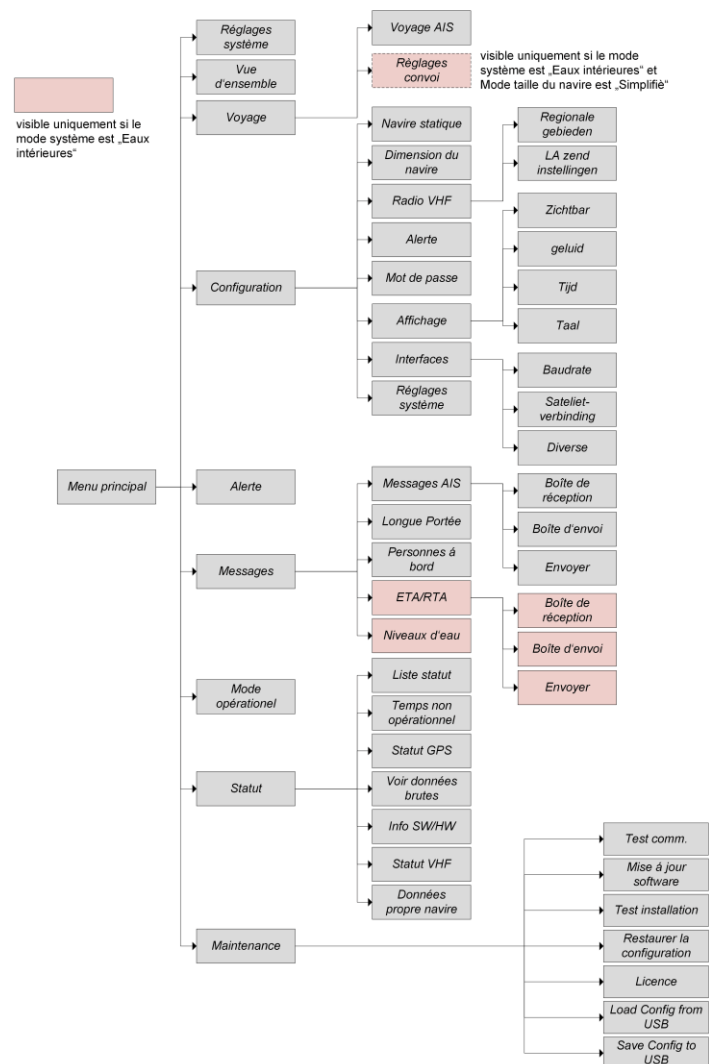 Réglages
système
Vue
d'ensemble
Voyage
Voyage AIS
Règlages
convoi
visible uniquement si le mode
système est „Eaux intérieures“ et
Mode taille du navire est „Simplifiè“
visible uniquement si le
mode système est „Eaux
intérieures“
Menu principal
Configuration
Navire statique
Dimension du
navire
Radio VHF
Alerte
Mot de passe
Affichage
Interfaces
Réglages
système
Regionale
gebieden
LA zend
instellingen
Zichtbar
geluid
Tijd
Taal
Baudrate
Sateliet-
verbinding
Diverse
Alerte
Messages
Messages AIS
Longue Portée
Personnes á
bord
ETA/RTA
Niveaux d'eau
Boîte de
réception
Boîte d'envoi
Envoyer
Boîte de
réception
Boîte d'envoi
Envoyer
Mode
opérationel
Statut
Liste statut
Temps non
opérationnel
Statut GPS
Voir données
brutes
Info SW/HW
Statut VHF
Données
propre navire
Maintenance
Test comm.
Mise á jour
software
Test installation
Restaurer la
configuration
Licence
Load Config from
USB
Save Config to
USB